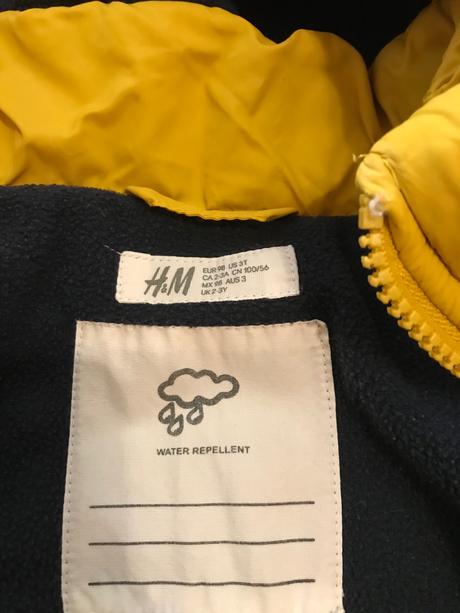 H&M
EUR 98 US 3T
CA 2-3A CN 100/56
MX 98 AUS 3
UK 2-3Y
WATER REPELLENT